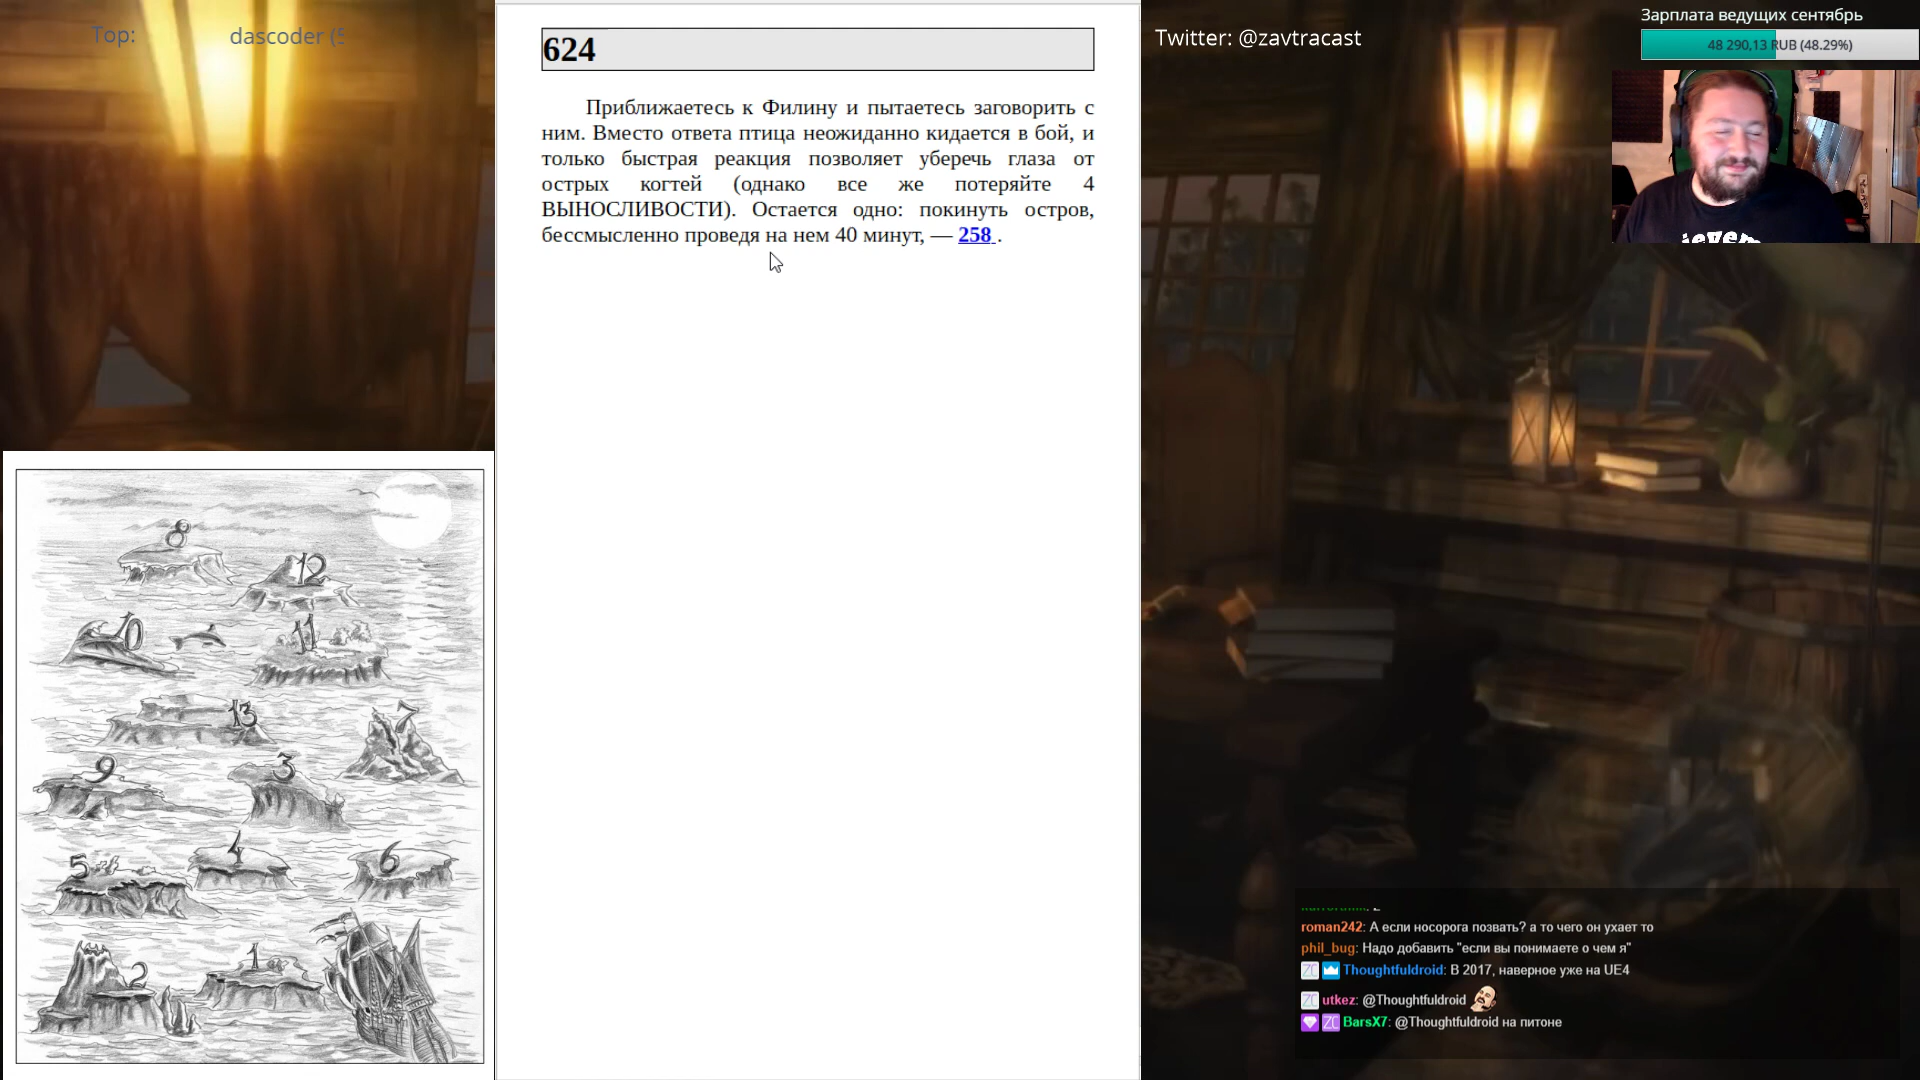 Top: dascoder (
624
Приближаетесь к Филину и пытаетесь заговорить с
ним. Вместо ответа птица неожиданно кидается в бой, и
только быстрая реакция позволяет уберечь глаза от
острых когтей (однако все же потеряйте 4
ВЫНОСЛИВОСТИ). Остается одно: покинуть остров,
бессмысленно проведя на нем 40 минут, — 258 .
Twitter: @zavtracast
Зарплата ведущих сентябрь
48 290,13 RUB (48.29%)
8
12
10
11
13
7
9
3
5
4
6
2
1
roman242: А если носорога позвать? а то чего он ухает то
phil_bug: Надо добавить "если вы понимаете о чем я"
ZC Thoughtfuldroid: В 2017, наверное уже на UE4
ZC utkez: @Thoughtfuldroid
ZC BarsX7: @Thoughtfuldroid на питоне